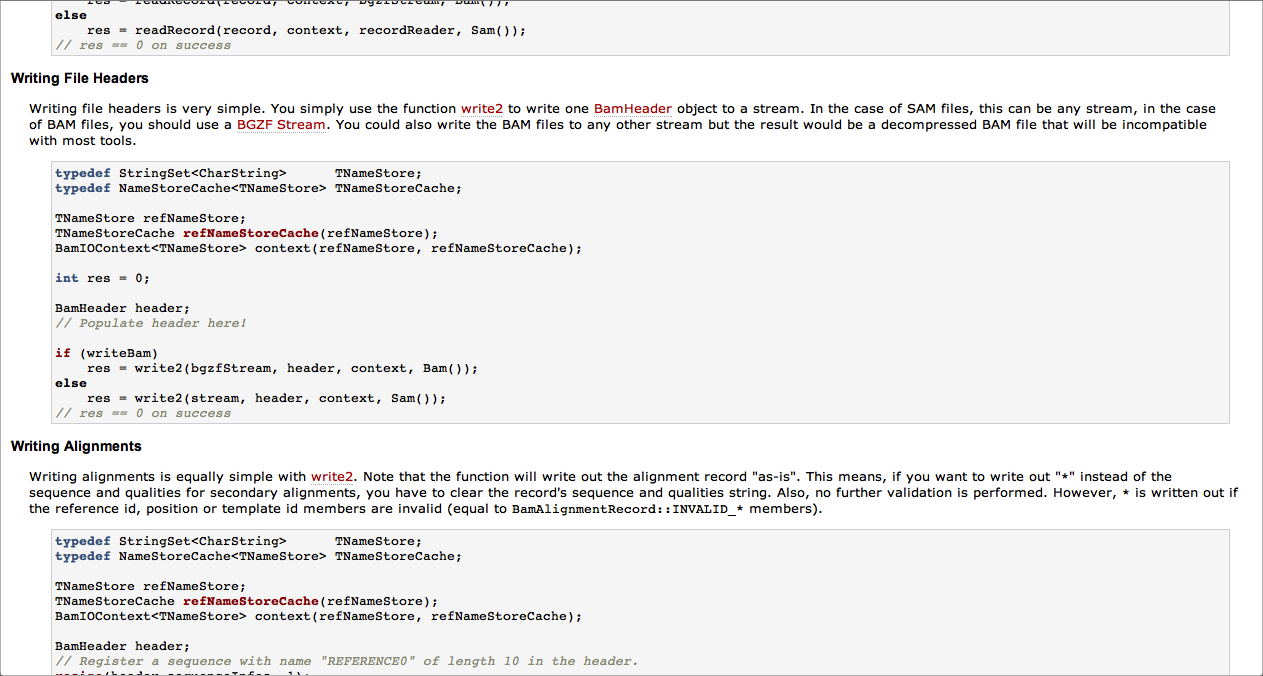 res = readRecord(record, context, bgzfStream, Bam());
else
    res = readRecord(record, context, recordReader, Sam());
// res == 0 on success
Writing File Headers
Writing file headers is very simple. You simply use the function write2 to write one BamHeader object to a stream. In the case of SAM files, this can be any stream, in the case
of BAM files, you should use a BGZF Stream. You could also write the BAM files to any other stream but the result would be a decompressed BAM file that will be incompatible
with most tools.
typedef StringSet<CharString>      TNameStore;
typedef NameStoreCache<TNameStore> TNameStoreCache;
TNameStore refNameStore;
TNameStoreCache refNameStoreCache(refNameStore);
BamIOContext<TNameStore> context(refNameStore, refNameStoreCache);
int res = 0;
BamHeader header;
// Populate header here!
if (writeBam)
    res = write2(bgzfStream, header, context, Bam());
else
    res = write2(stream, header, context, Sam());
// res == 0 on success
Writing Alignments
Writing alignments is equally simple with write2. Note that the function will write out the alignment record "as-is". This means, if you want to write out "*" instead of the
sequence and qualities for secondary alignments, you have to clear the record's sequence and qualities string. Also, no further validation is performed. However, * is written out if
the reference id, position or template id members are invalid (equal to BamAlignmentRecord::INVALID_* members).
typedef StringSet<CharString>      TNameStore;
typedef NameStoreCache<TNameStore> TNameStoreCache;
TNameStore refNameStore;
TNameStoreCache refNameStoreCache(refNameStore);
BamIOContext<TNameStore> context(refNameStore, refNameStoreCache);
BamHeader header;
// Register a sequence with name "REFERENCE0" of length 10 in the header.
resize(header.sequenceInfos, 1);